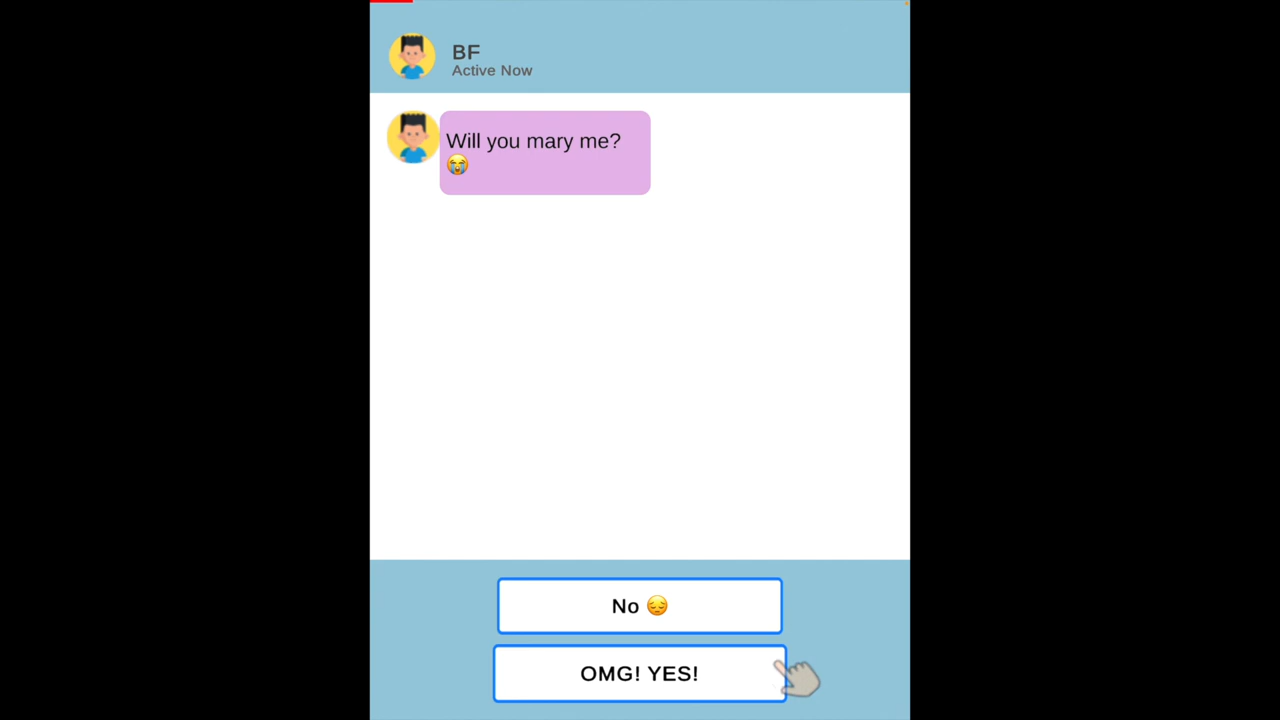 BF
Active Now
Will you mary me?
😭
No 😔
OMG! YES!